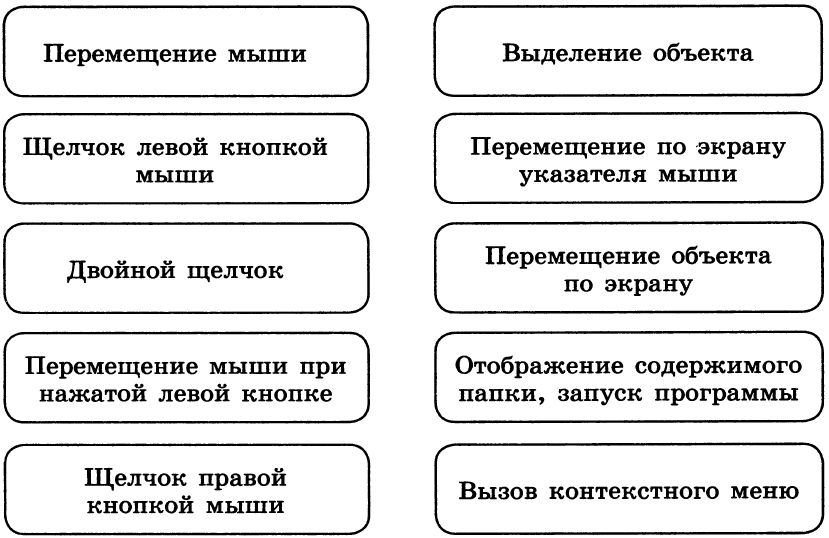 Перемещение мыши
Выделение объекта
Щелчок левой кнопкой
мыши
Перемещение по экрану
указателя мыши
Двойной щелчок
Перемещение объекта
по экрану
Перемещение мыши при
нажатой левой кнопке
Отображение содержимого
папки, запуск программы
Щелчок правой
кнопкой мыши
Вызов контекстного меню